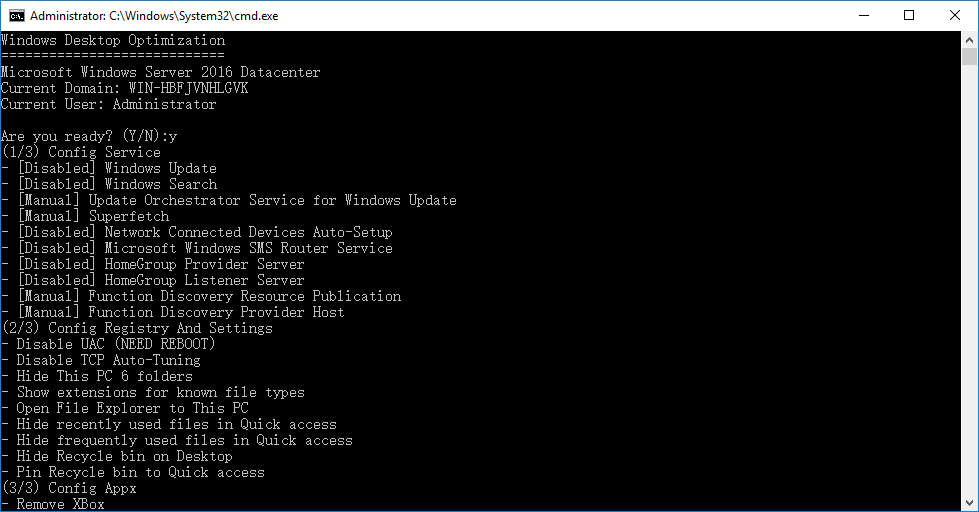 Administrator: C:\Windows\System32\cmd.exe
Windows Desktop Optimization
============================
Microsoft Windows Server 2016 Datacenter
Current Domain: WIN-HBFJVNHLGVK
Current User: Administrator
Are you ready? (Y/N):y
(1/3) Config Service
- [Disabled] Windows Update
- [Disabled] Windows Search
- [Manual] Update Orchestrator Service for Windows Update
- [Manual] Superfetch
- [Disabled] Network Connected Devices Auto-Setup
- [Disabled] Microsoft Windows SMS Router Service
- [Disabled] HomeGroup Provider Server
- [Disabled] HomeGroup Listener Server
- [Manual] Function Discovery Resource Publication
- [Manual] Function Discovery Provider Host
(2/3) Config Registry And Settings
- Disable UAC (NEED REBOOT)
- Disable TCP Auto-Tuning
- Hide This PC 6 folders
- Show extensions for known file types
- Open File Explorer to This PC
- Hide recently used files in Quick access
- Hide frequently used files in Quick access
- Hide Recycle bin on Desktop
- Pin Recycle bin to Quick access
(3/3) Config Appx
- Remove XBox